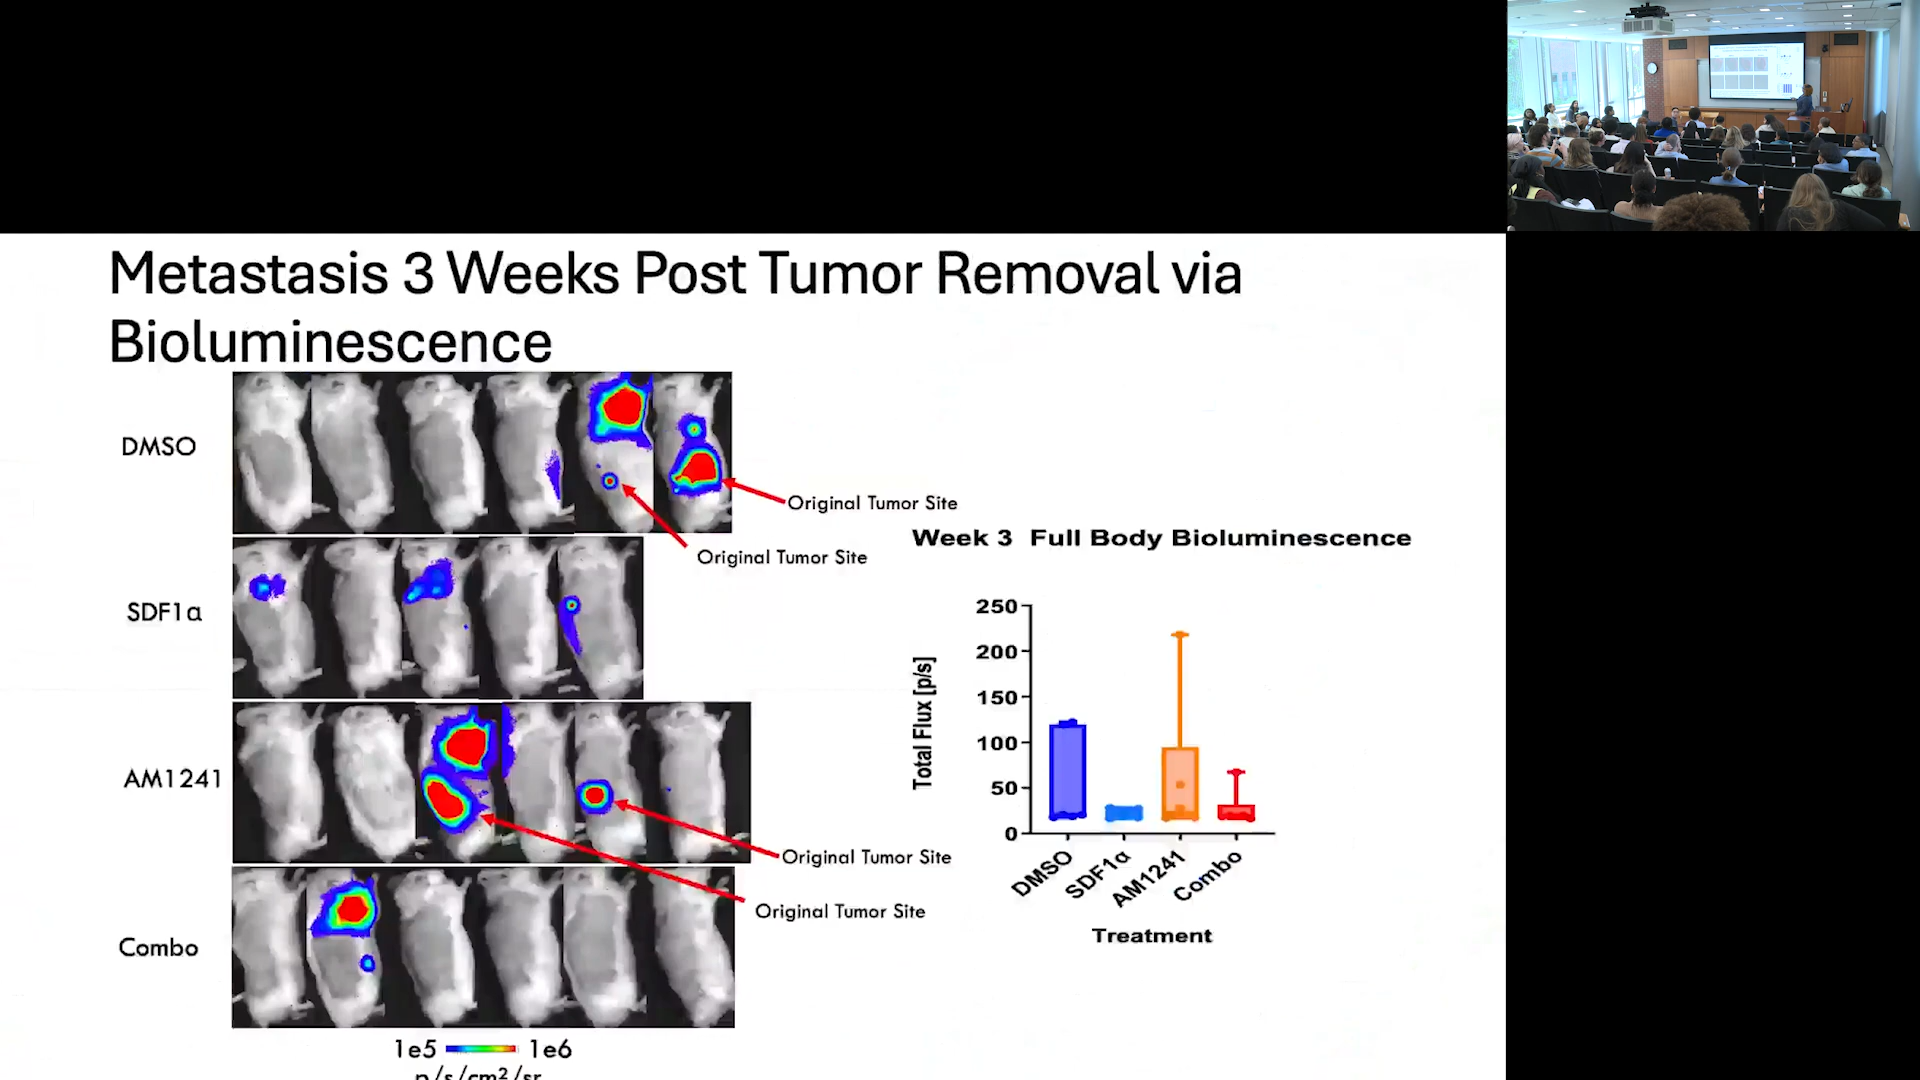 Metastasis 3 Weeks Post Tumor Removal via
Bioluminescence
DMSO
Original Tumor Site
Original Tumor Site
SDF1α
AM1241
Original Tumor Site
Original Tumor Site
Combo
1e5
1e6
p/s/cm²/sr
Week 3 Full Body Bioluminescence
Total Flux [p/s]
250
200
150
100
50
0
DMSO
SDF1α
AM1241
Combo
Treatment